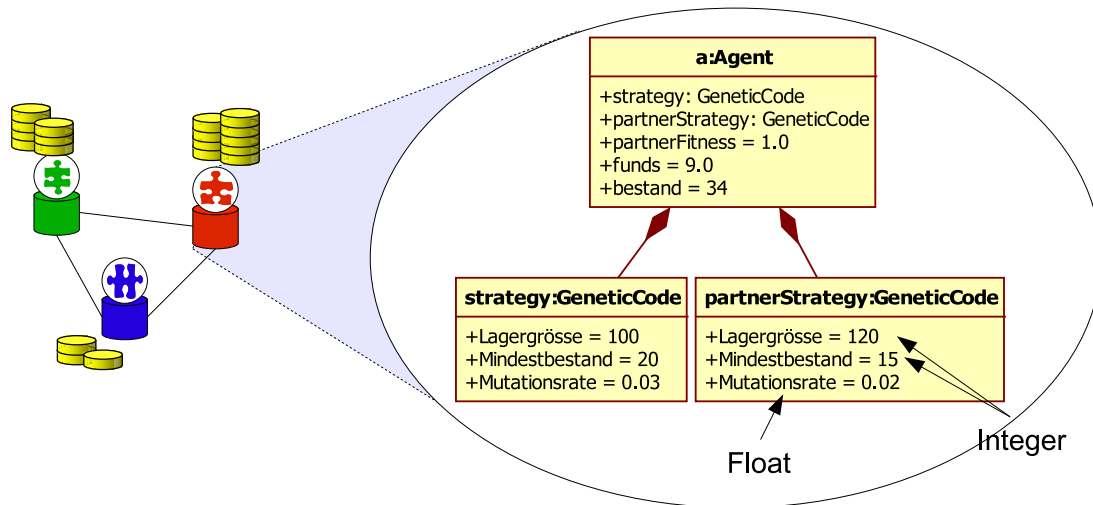 a:Agent
+strategy: GeneticCode
+partnerStrategy: GeneticCode
+partnerFitness = 1.0
+funds = 9.0
+bestand = 34
strategy:GeneticCode
+Lagergrösse = 100
+Mindestbestand = 20
+Mutationsrate = 0.03
partnerStrategy:GeneticCode
+Lagergrösse = 120
+Mindestbestand = 15
+Mutationsrate = 0.02
Float
Integer